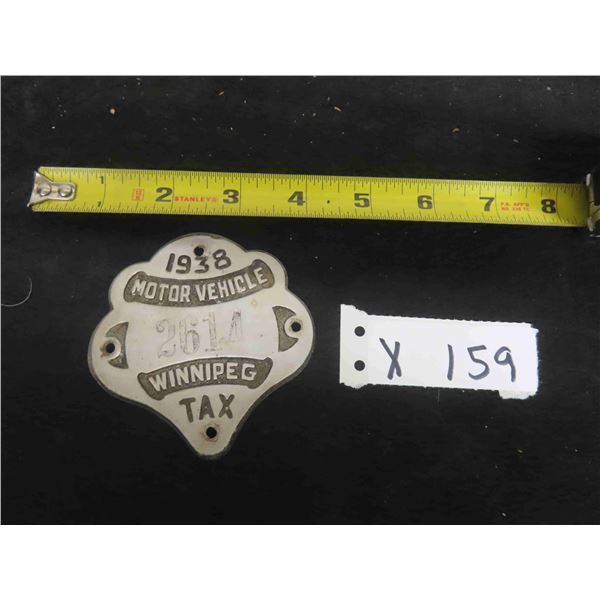 1 2 STANLEY® 3 4 5 6 7 8
1938
MOTOR VEHICLE
2614
WINNIPEG
TAX
X 159